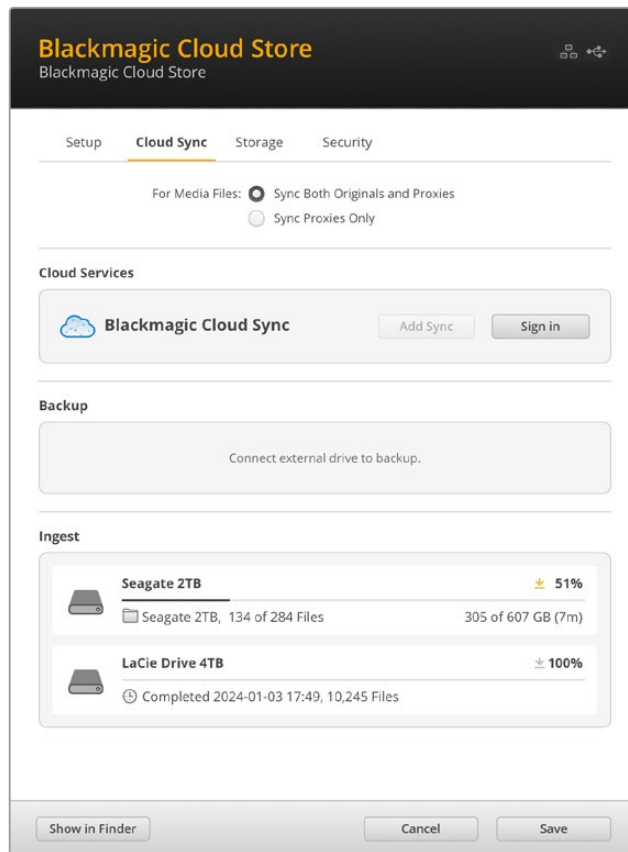 Blackmagic Cloud Store
Blackmagic Cloud Store
Setup Cloud Sync Storage Security
For Media Files: Sync Both Originals and Proxies
Sync Proxies Only
Cloud Services
Blackmagic Cloud Sync Add Sync Sign in
Backup
Connect external drive to backup.
Ingest
Seagate 2TB 51%
Seagate 2TB, 134 of 284 Files 305 of 607 GB (7m)
LaCie Drive 4TB 100%
Completed 2024-01-03 17:49, 10,245 Files
Show in Finder Cancel Save